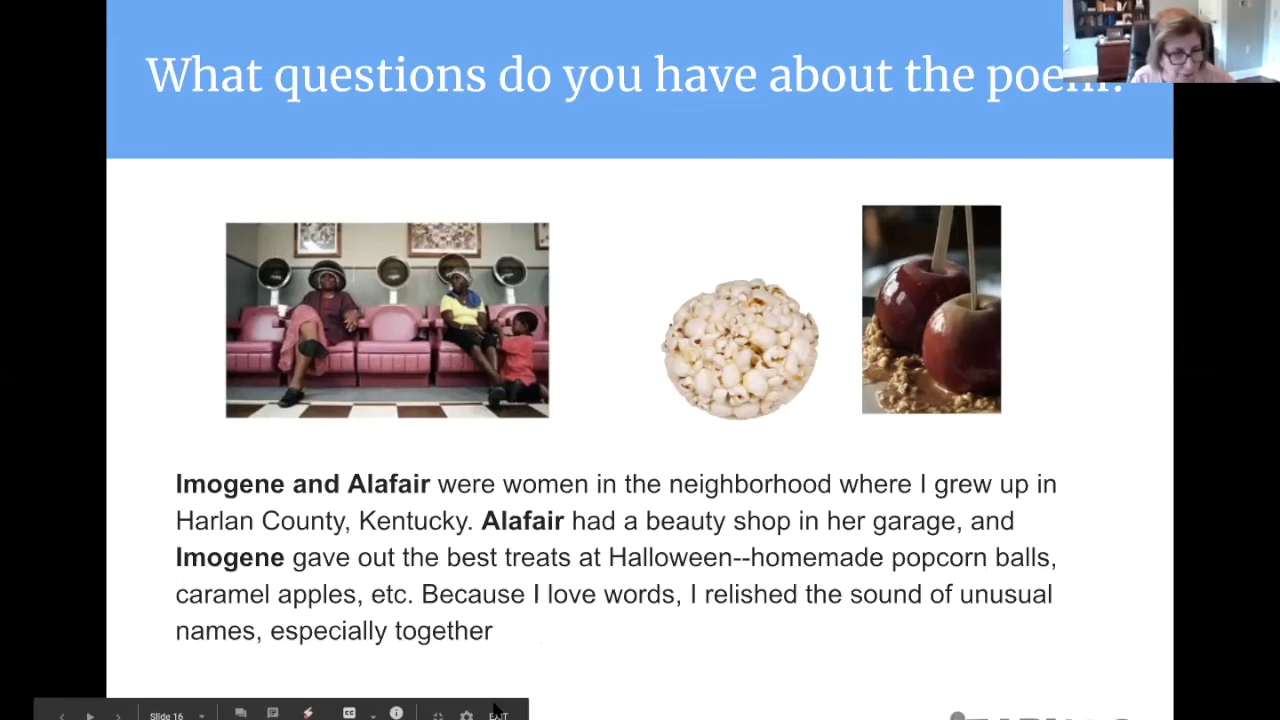 What questions do you have about the poem?
Imogene and Alafair were women in the neighborhood where I grew up in
Harlan County, Kentucky. Alafair had a beauty shop in her garage, and
Imogene gave out the best treats at Halloween--homemade popcorn balls,
caramel apples, etc. Because I love words, I relished the sound of unusual
names, especially together
Slide 16
CC
EXIT